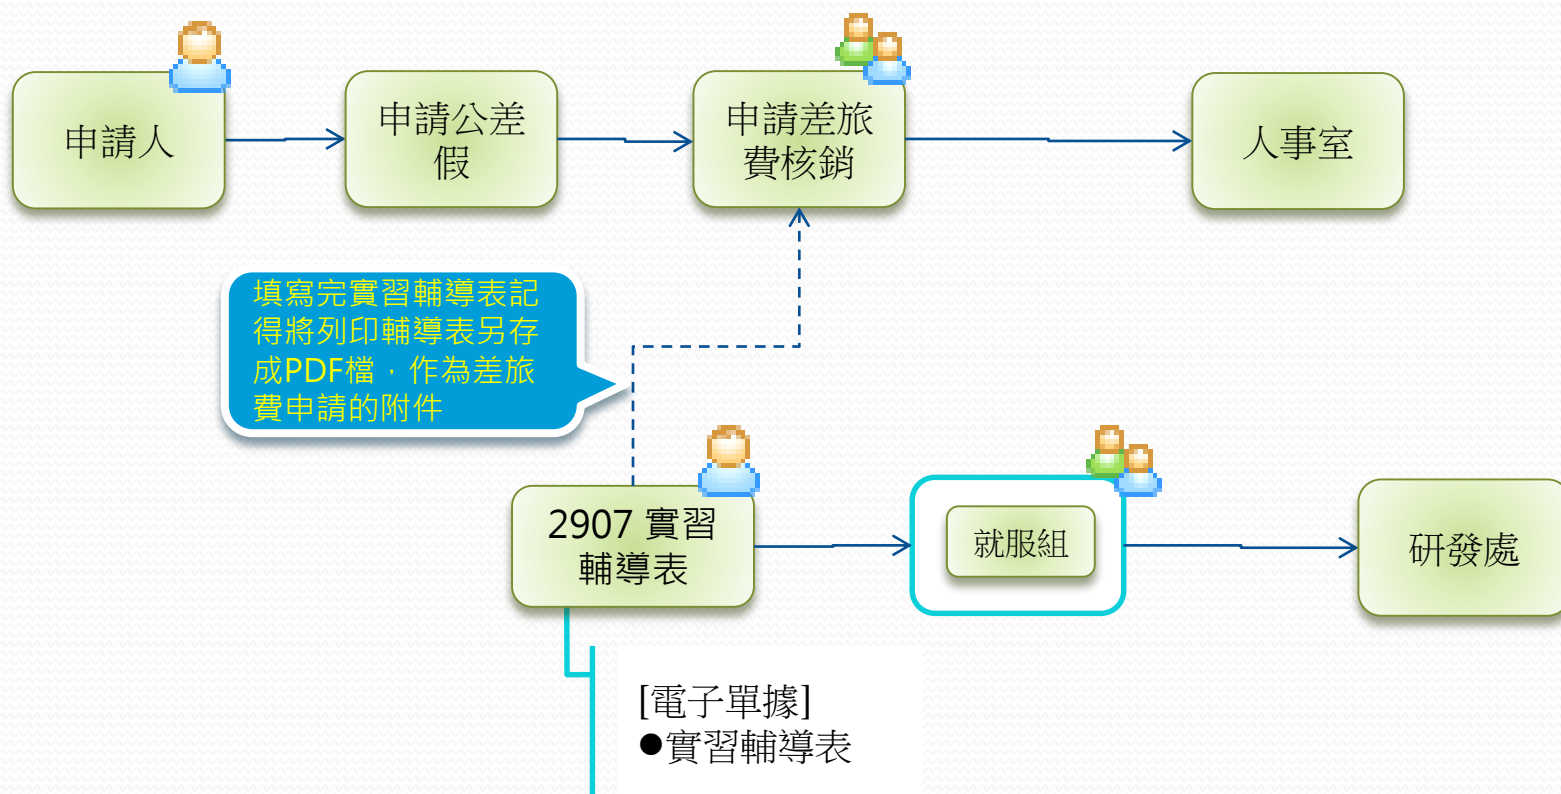 申請人
申請公差
假
申請差旅
費核銷
人事室
填寫完實習輔導表記
得將列印輔導表另存
成PDF檔，作為差旅
費申請的附件
2907 實習
輔導表
就服組
研發處
[電子單據]
●實習輔導表